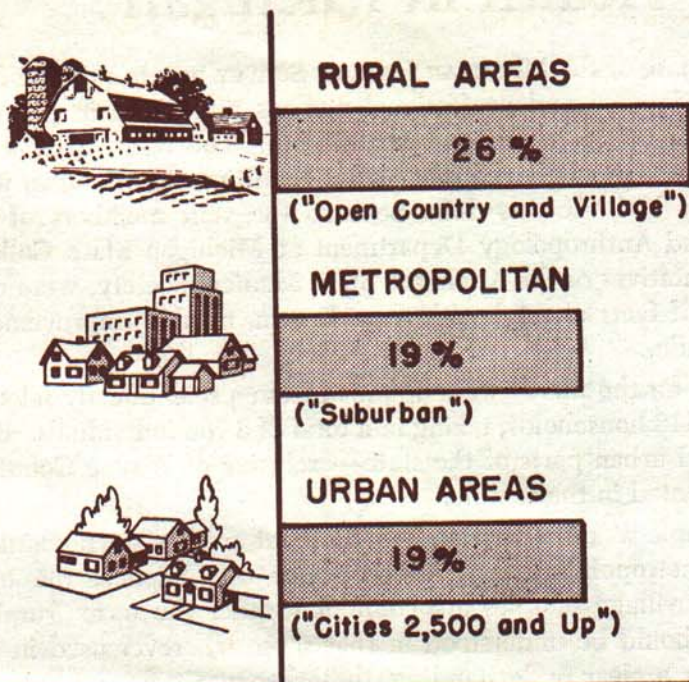 RURAL AREAS
26 %
("Open Country and Village")
METROPOLITAN
19 %
("Suburban")
URBAN AREAS
19 %
("Cities 2,500 and Up")